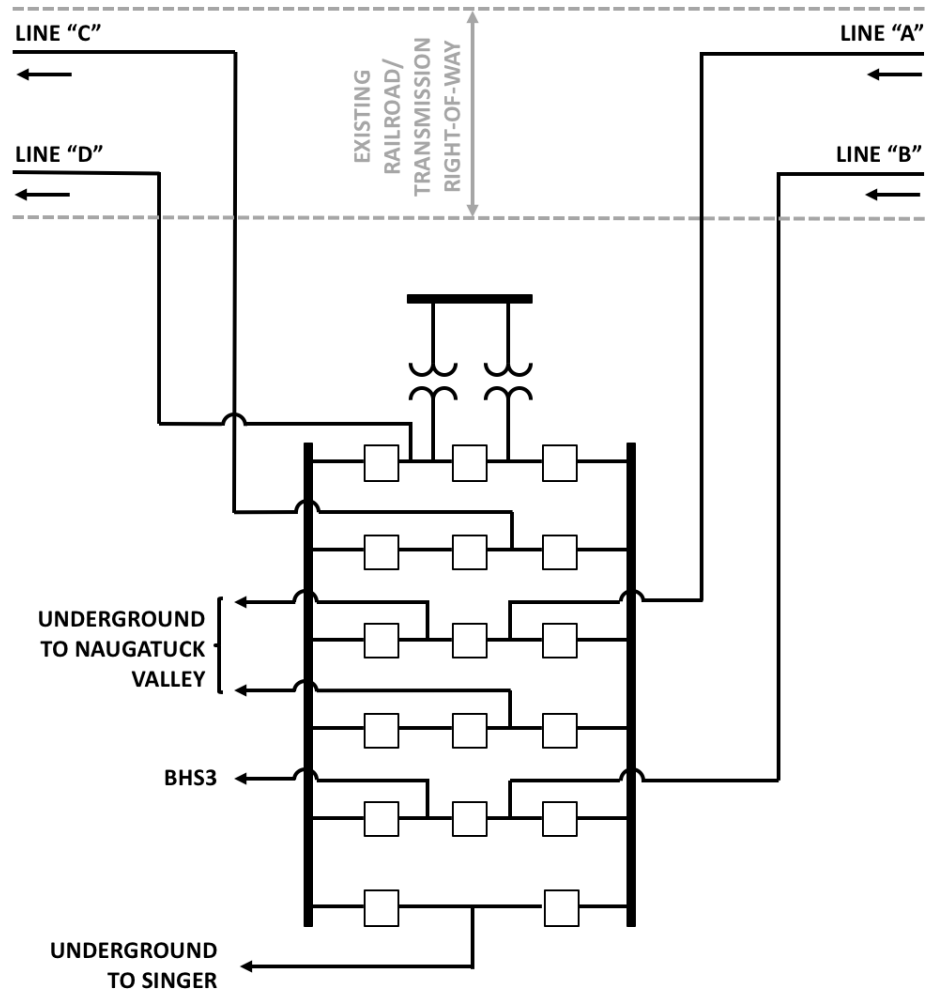 LINE “C”
LINE “A”
EXISTING
RAILROAD/
TRANSMISSION
RIGHT-OF-WAY
LINE “D”
LINE “B”
UNDERGROUND
TO NAUGATUCK
VALLEY
BHS3
UNDERGROUND
TO SINGER